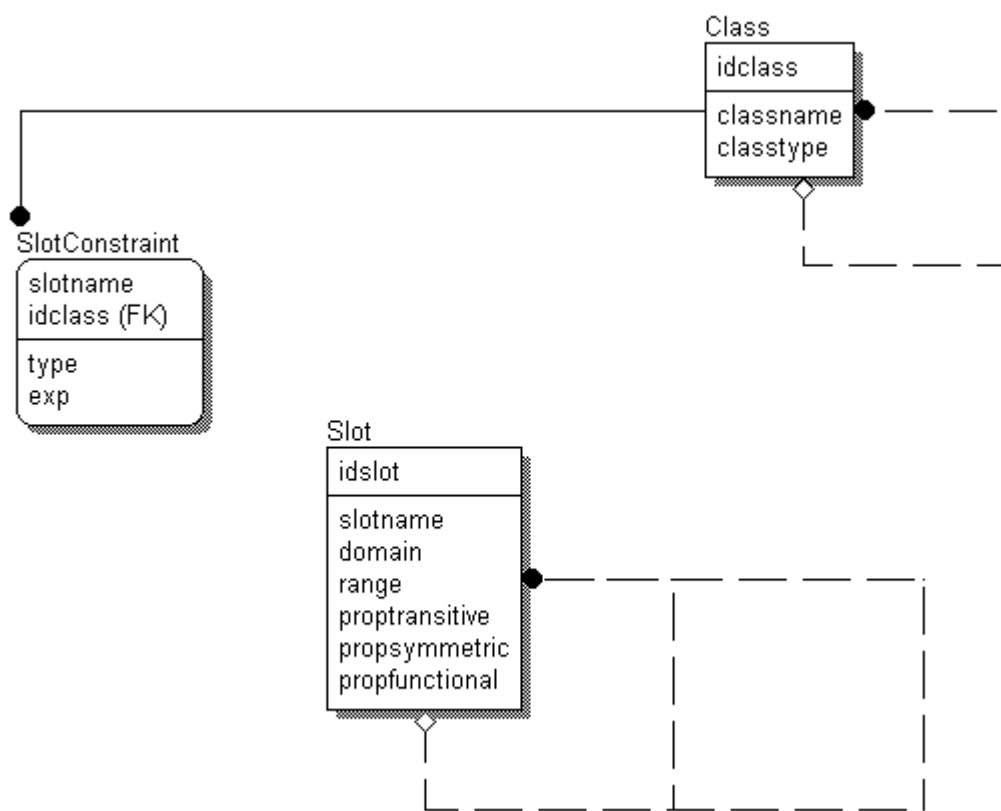 Class
idclass
classname
classtype
SlotConstraint
slotname
idclass (FK)
type
exp
Slot
idslot
slotname
domain
range
proptransitive
propsymmetric
propfunctional